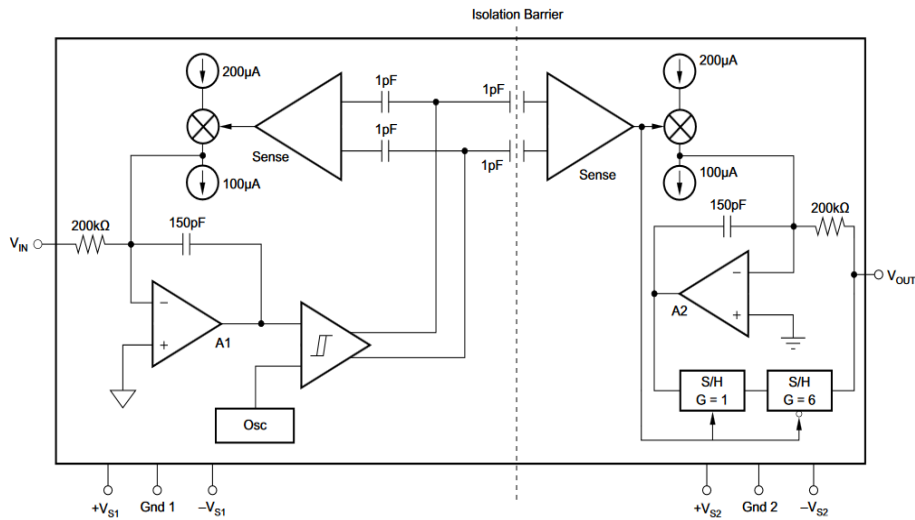 Isolation Barrier
200µA
1pF
1pF
200µA
1pF
1pF
Sense
Sense
100µA
100µA
150pF
200kΩ
V_IN
150pF
200kΩ
V_OUT
A1
A2
S/H
G = 1
S/H
G = 6
Osc
+V_S1
Gnd 1
–V_S1
+V_S2
Gnd 2
–V_S2